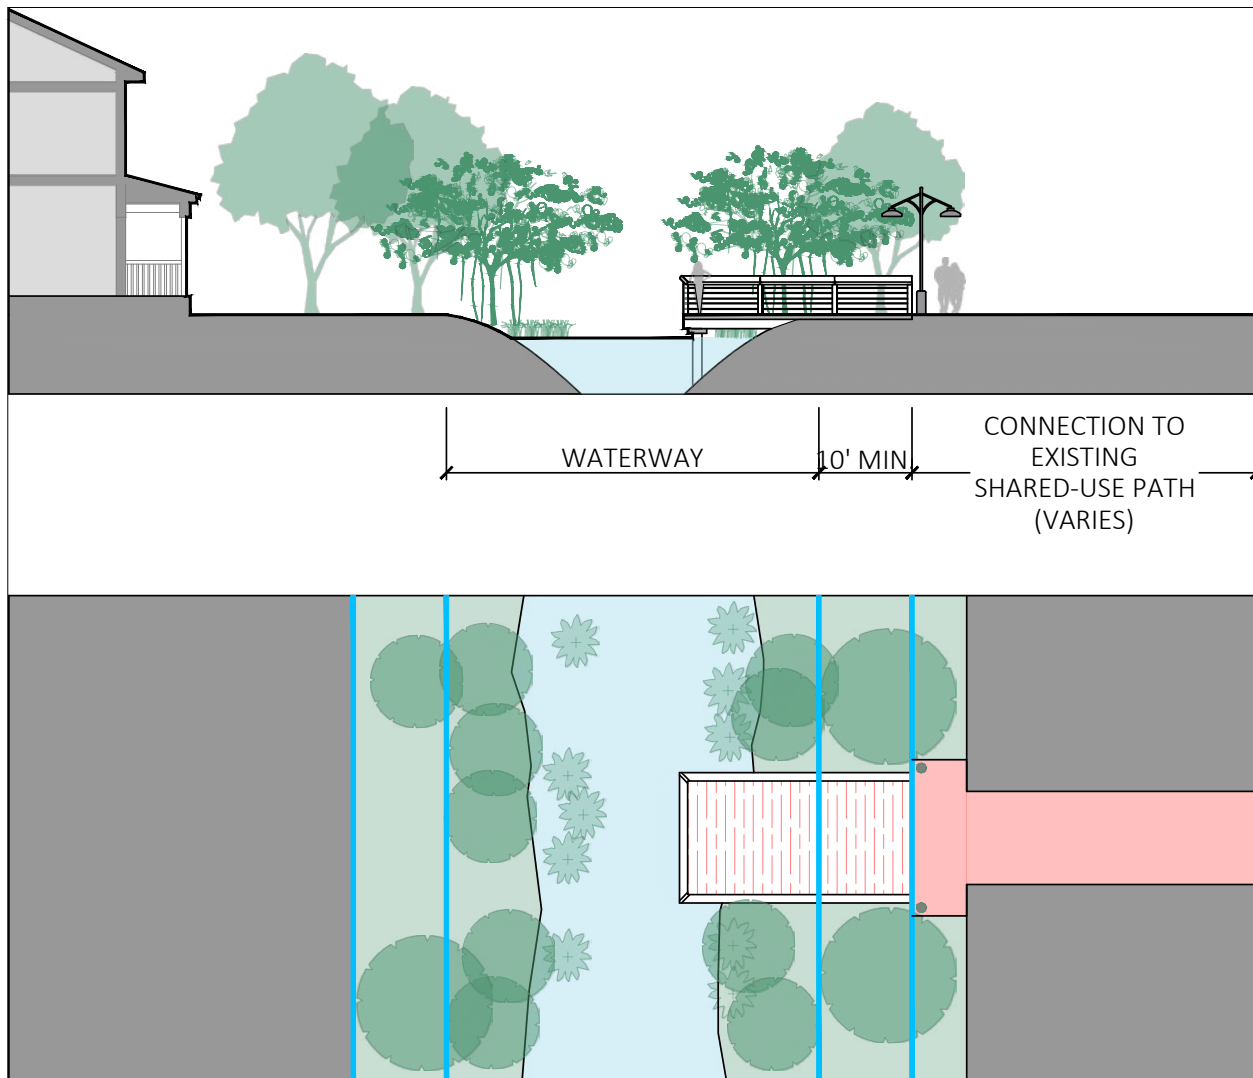 WATERWAY
10' MIN.
CONNECTION TO
EXISTING
SHARED-USE PATH
(VARIES)